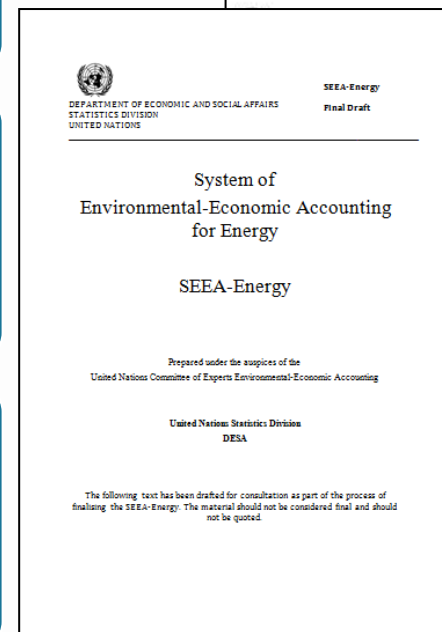 SEEA-Energy
Final Draft
DEPARTMENT OF ECONOMIC AND SOCIAL AFFAIRS
STATISTICS DIVISION
UNITED NATIONS
System of
Environmental-Economic Accounting
for Energy
SEEA-Energy
Prepared under the auspices of the
United Nations Committee of Experts Environmental-Economic Accounting
United Nations Statistics Division
DESA
The following text has been drafted for consultation as part of the process of
finalising the SEEA-Energy. The material should not be considered final and should
not be quoted.